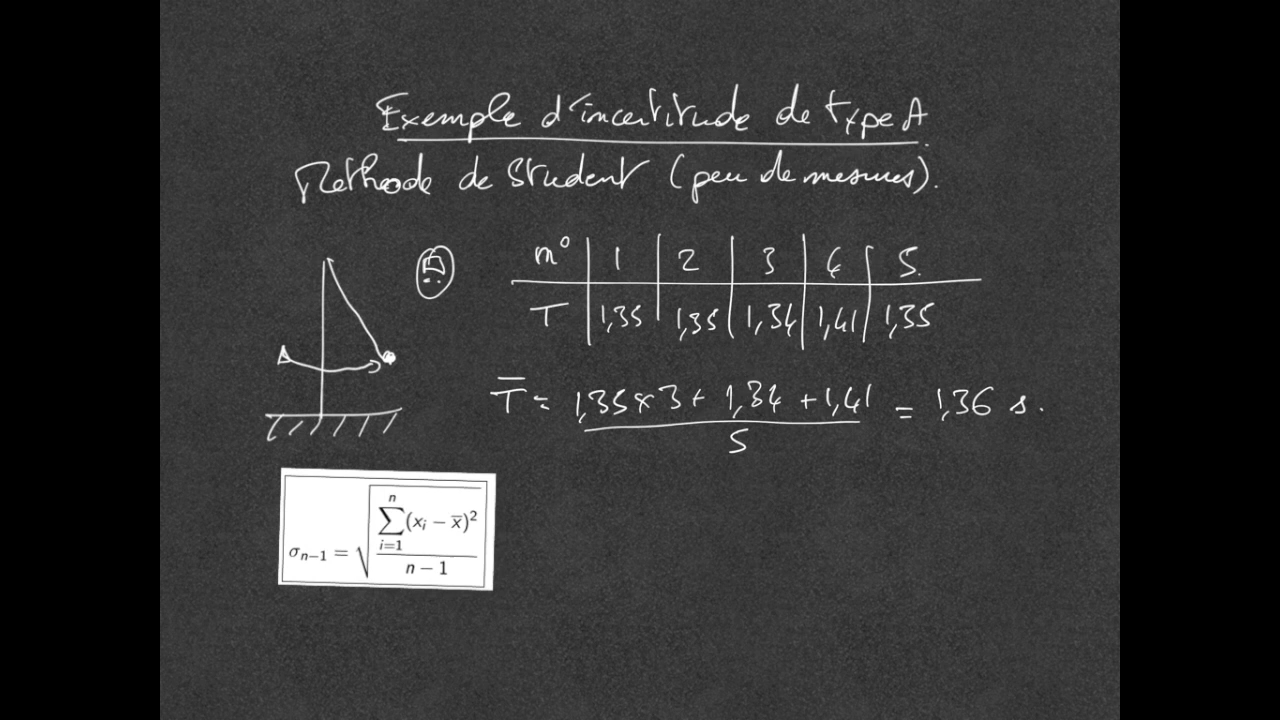 Exemple d'incertitude de type A.
Méthode de Student (peu de mesures).
n° 1 2 3 4 5
T 1,35 1,35 1,34 1,41 1,35
T̅ = (1,35 × 3 + 1,34 + 1,41) / 5 = 1,36 s.
σₙ₋₁ = √( ∑ᵢ₌₁ⁿ (xᵢ − x̅)² / (n − 1) )